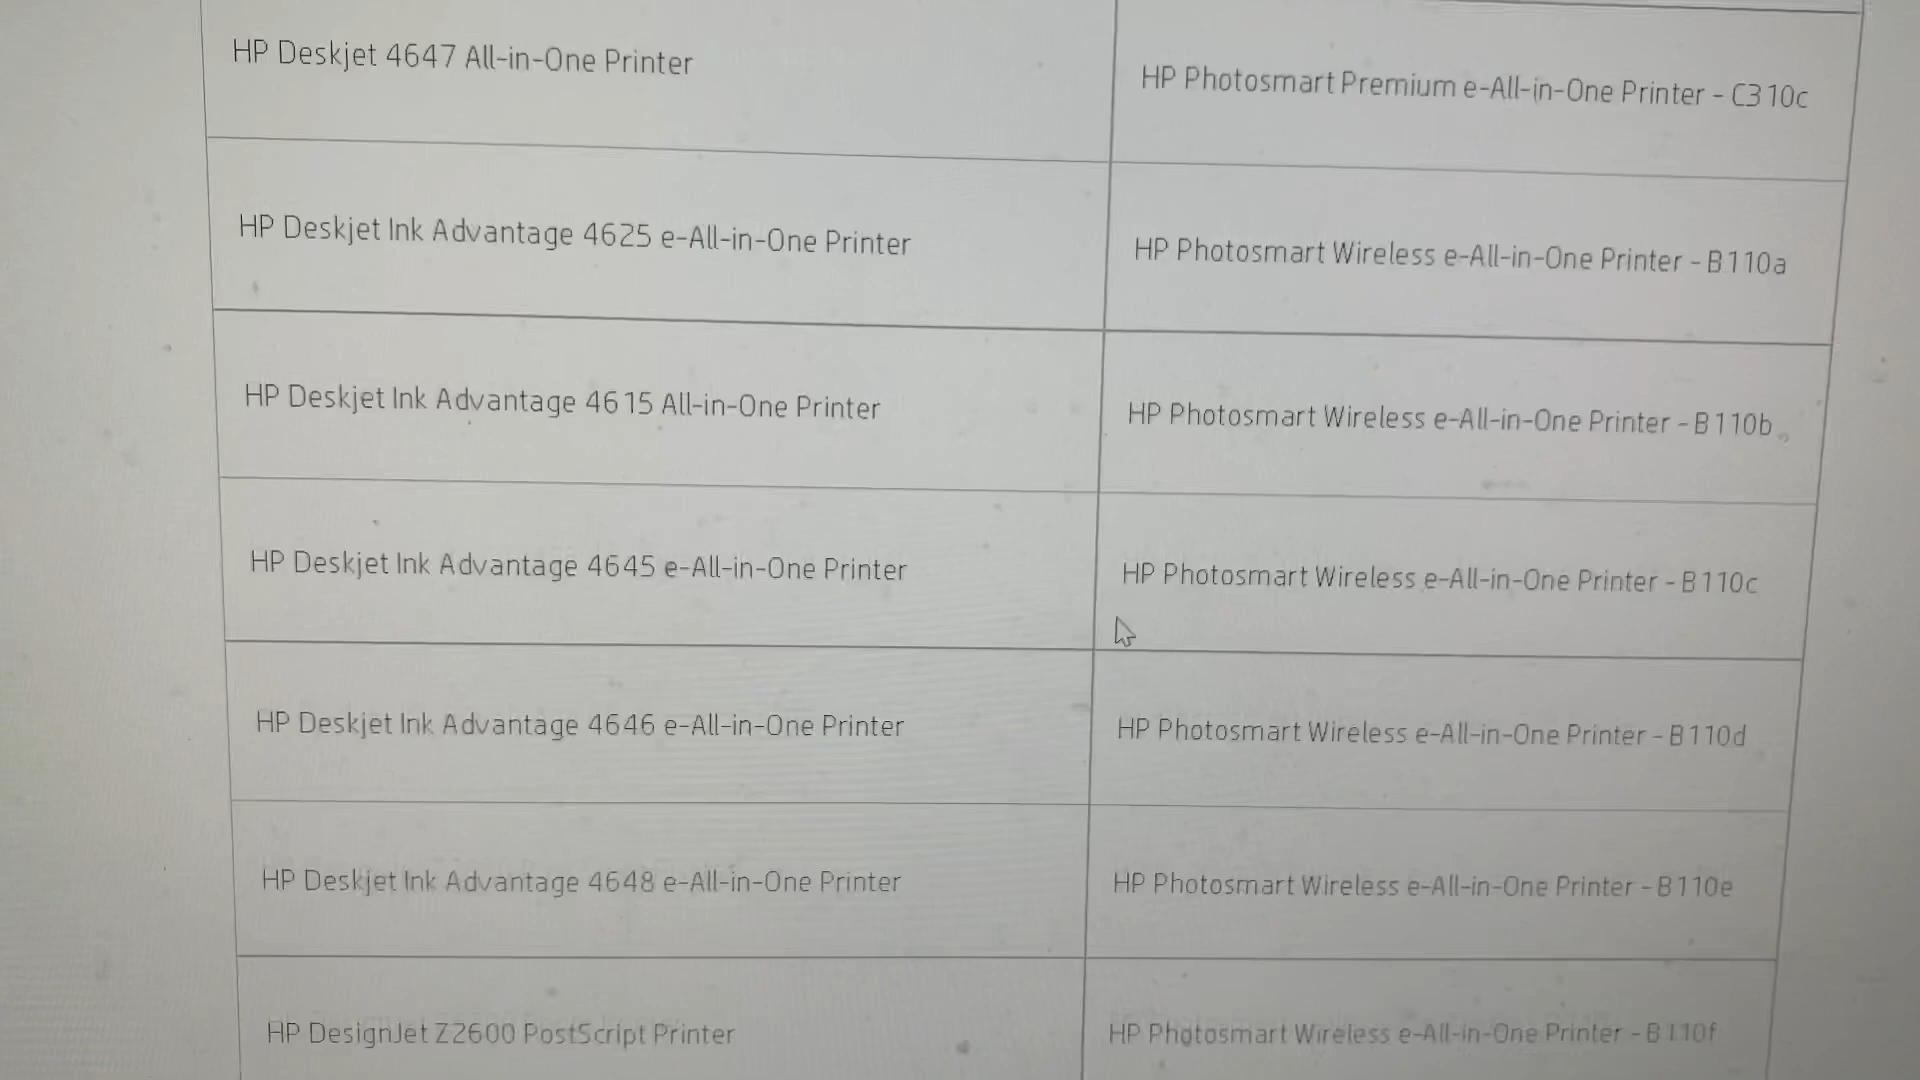 HP Deskjet 4647 All-in-One Printer
HP Photosmart Premium e-All-in-One Printer - C310c
HP Deskjet Ink Advantage 4625 e-All-in-One Printer
HP Photosmart Wireless e-All-in-One Printer - B110a
HP Deskjet Ink Advantage 4615 All-in-One Printer
HP Photosmart Wireless e-All-in-One Printer - B110b
HP Deskjet Ink Advantage 4645 e-All-in-One Printer
HP Photosmart Wireless e-All-in-One Printer - B110c
HP Deskjet Ink Advantage 4646 e-All-in-One Printer
HP Photosmart Wireless e-All-in-One Printer - B110d
HP Deskjet Ink Advantage 4648 e-All-in-One Printer
HP Photosmart Wireless e-All-in-One Printer - B110e
HP DesignJet Z2600 PostScript Printer
HP Photosmart Wireless e-All-in-One Printer - B110f